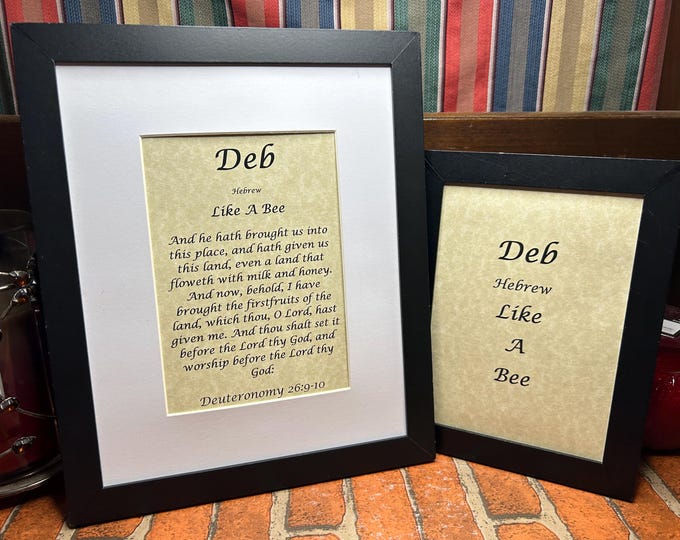 Deb
Hebrew
Like A Bee
And he hath brought us into
this place, and hath given us
this land, even a land that
floweth with milk and honey.
And now, behold, I have
brought the firstfruits of the
land, which thou, O Lord, hast
given me. And thou shalt set it
before the Lord thy God, and
worship before the Lord thy
God:
Deuteronomy 26:9-10
Deb
Hebrew
Like
A
Bee